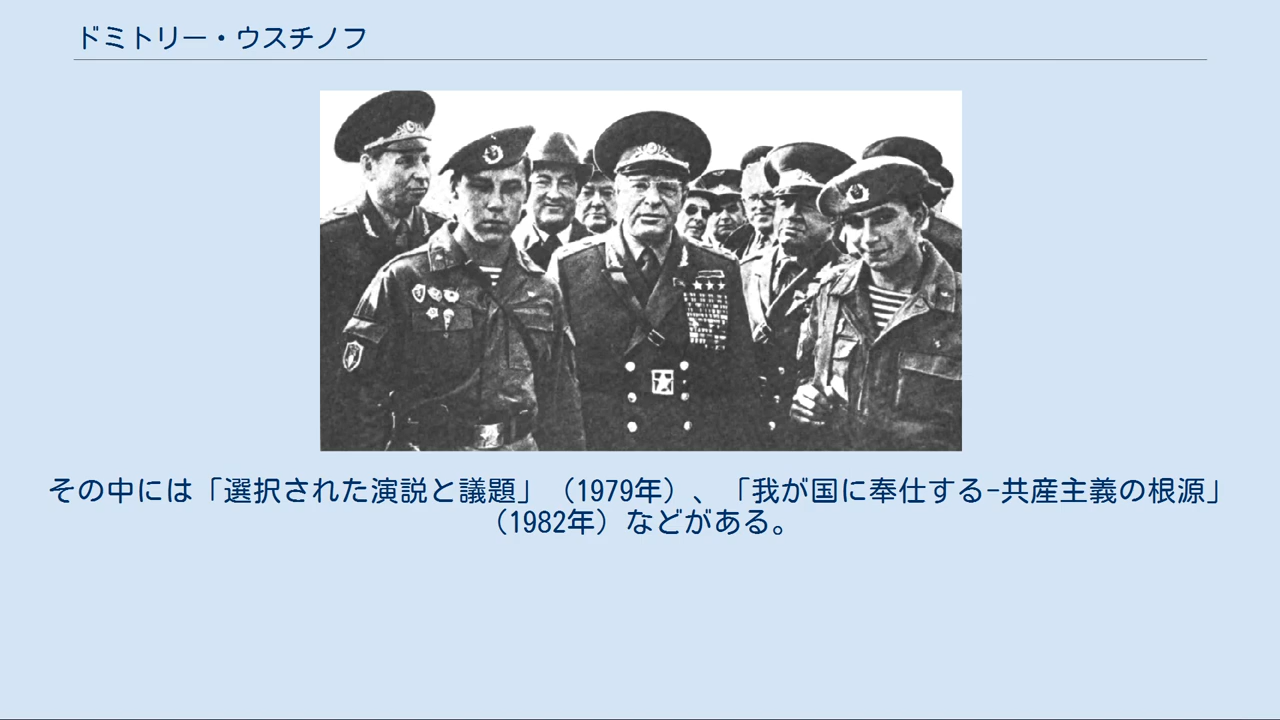 ドミトリー・ウスチノフ
その中には「選択された演説と議題」（1979年）、「我が国に奉仕する-共産主義の根源」
（1982年）などがある。